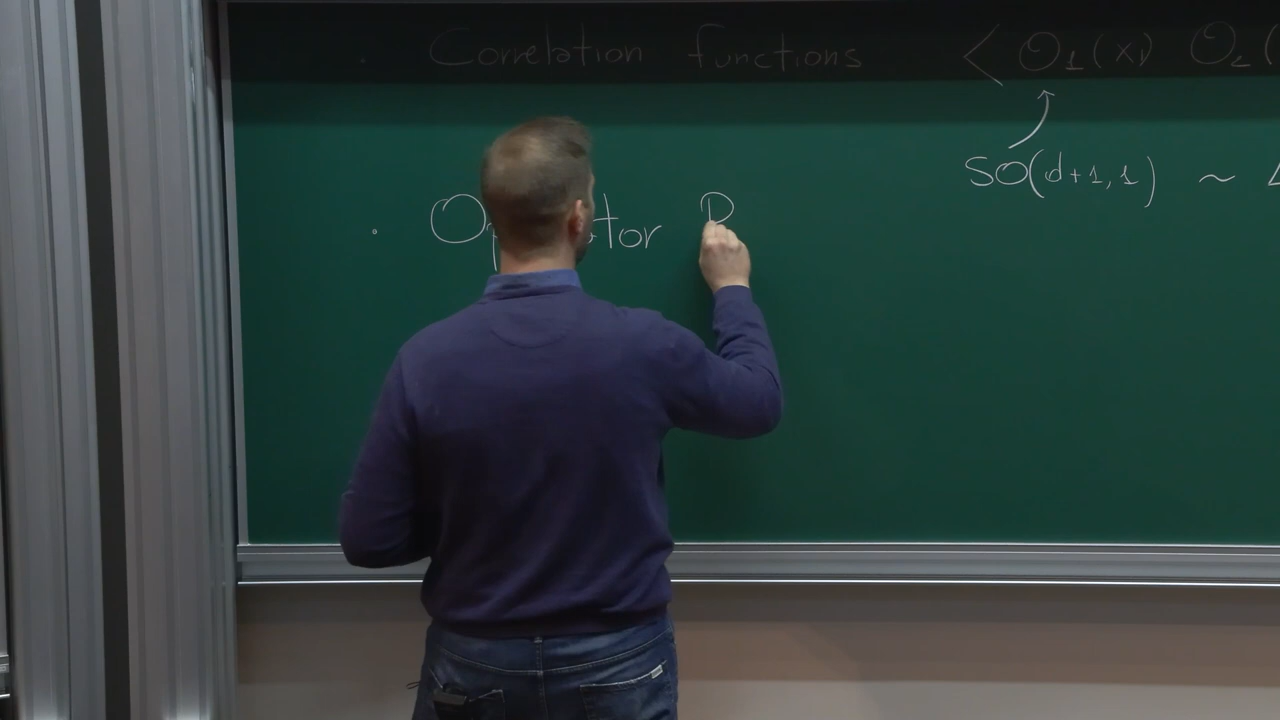 . Correlation functions < O₁(x) O₂(
SO(d+1,1) ~ Δ
. tor P